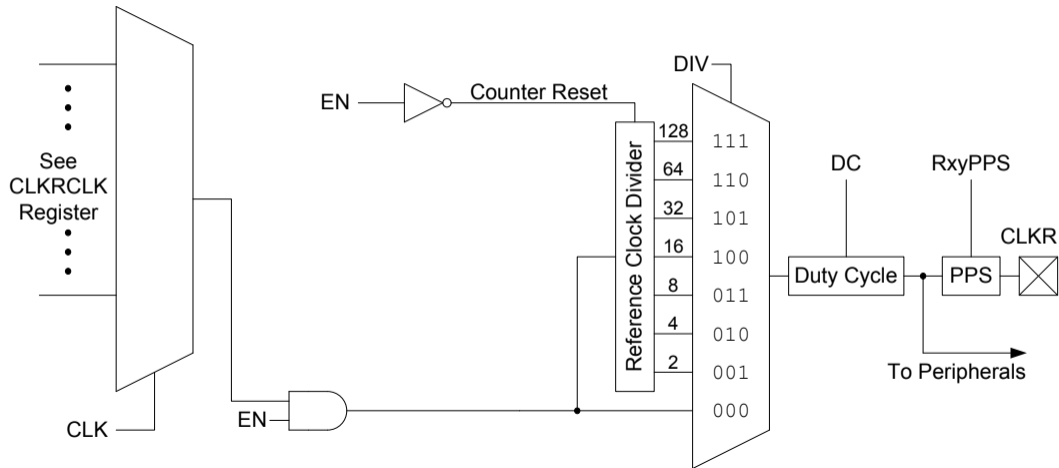 See
CLKRCLK
Register
CLK
EN
Counter Reset
EN
Reference Clock Divider
128
64
32
16
8
4
2
DIV
111
110
101
100
011
010
001
000
DC
Duty Cycle
RxyPPS
PPS
CLKR
To Peripherals